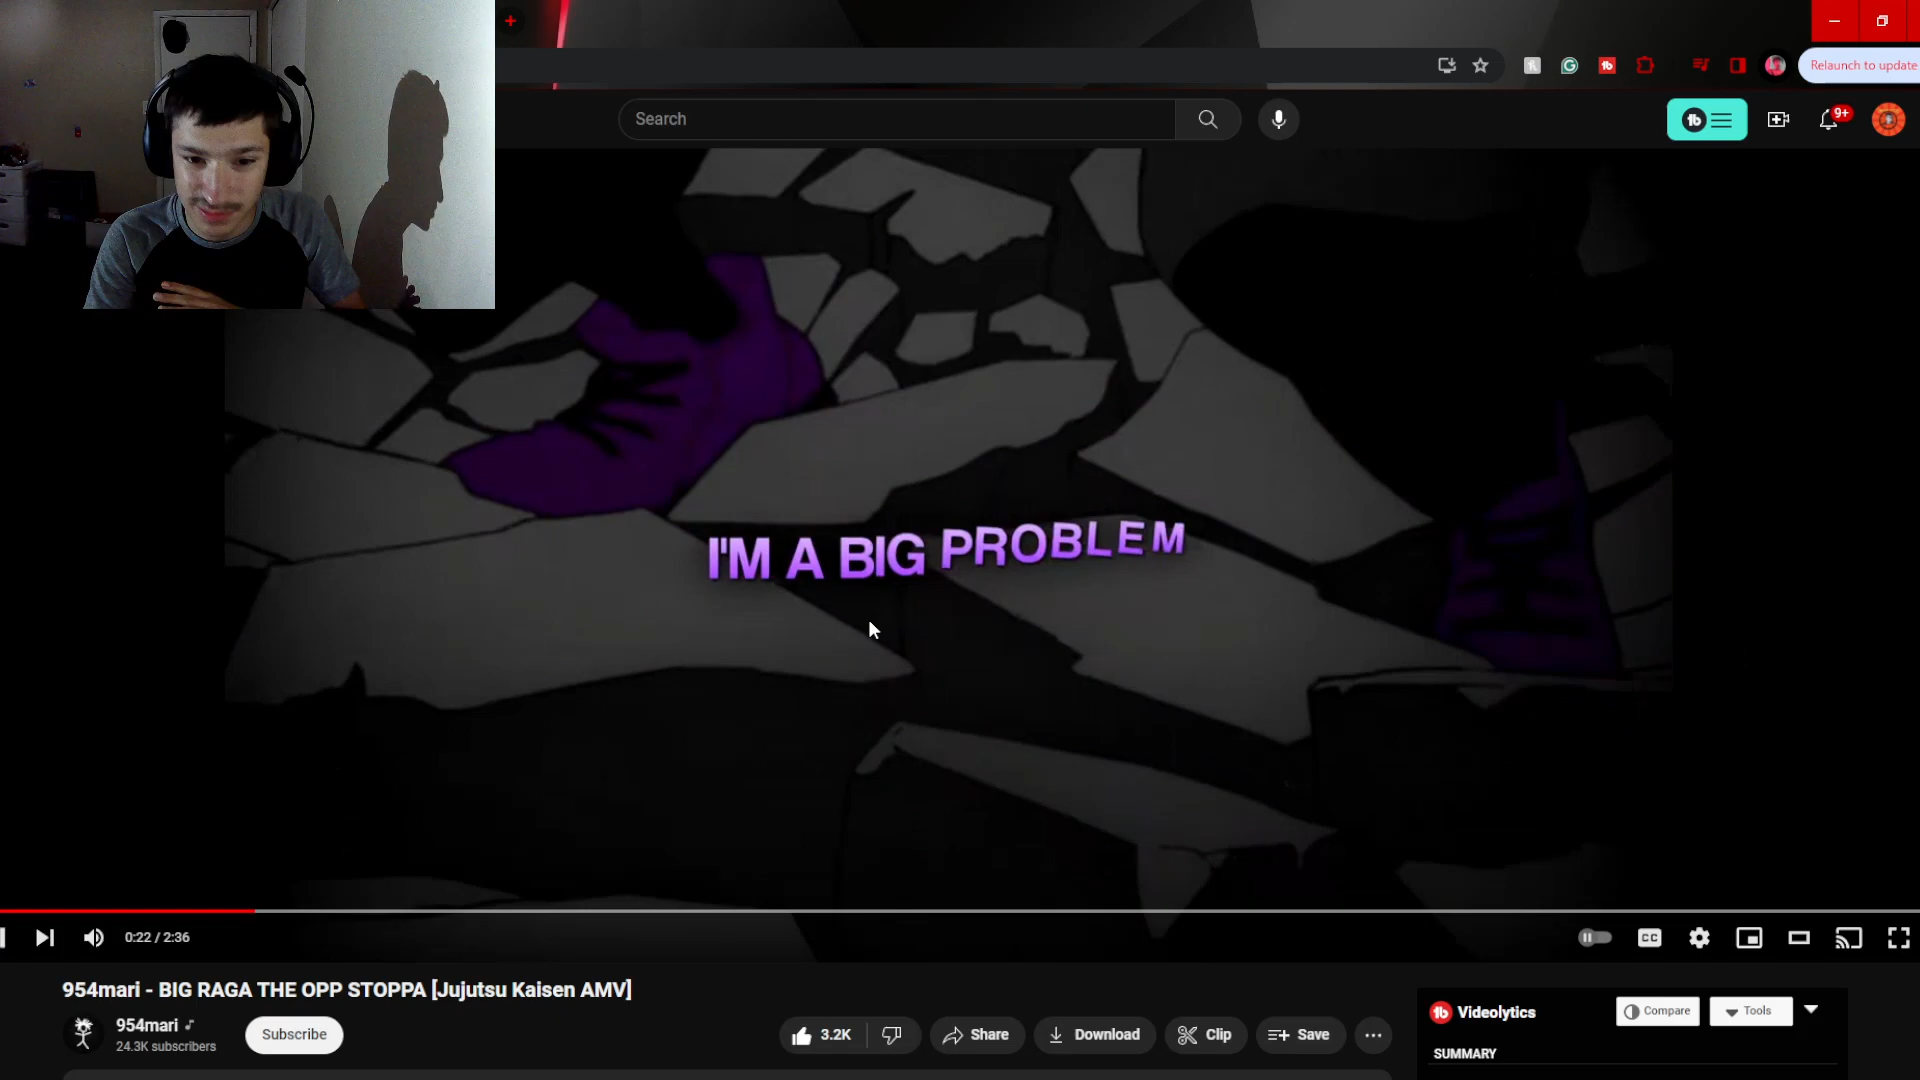 Relaunch to update
Search
9+
I'M A BIG PROBLEM
0:22 / 2:36
CC
954mari - BIG RAGA THE OPP STOPPA [Jujutsu Kaisen AMV]
954mari
24.3K subscribers
Subscribe
3.2K
Share
Download
Clip
Save
Videolytics
Compare
Tools
SUMMARY